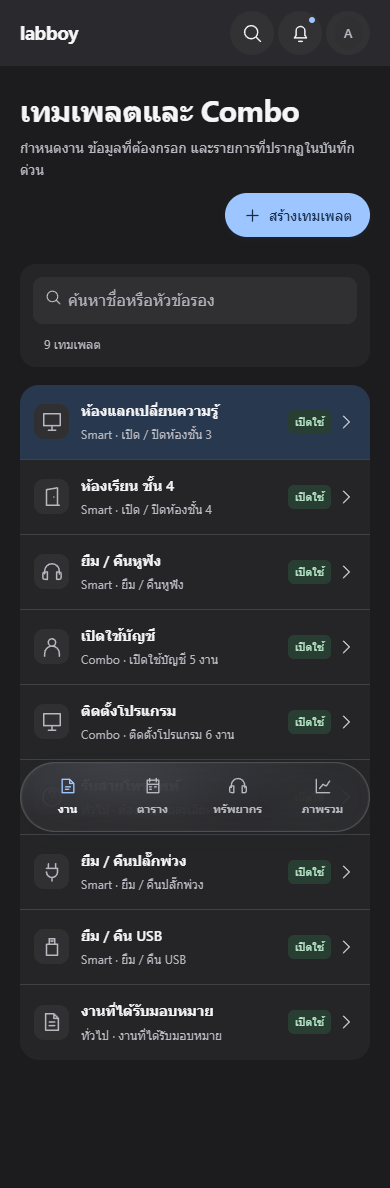 labboy
A
เทมเพลตและ Combo
กำหนดงาน ข้อมูลที่ต้องกรอก และรายการที่ปรากฏในบันทึก
ด่วน
สร้างเทมเพลต
ค้นหาชื่อหรือหัวข้อรอง
9 เทมเพลต
ห้องแลกเปลี่ยนความรู้
Smart · เปิด / ปิดห้องชั้น 3
เปิดใช้
ห้องเรียน ชั้น 4
Smart · เปิด / ปิดห้องชั้น 4
เปิดใช้
ยืม / คืนหูฟัง
Smart · ยืม / คืนหูฟัง
เปิดใช้
เปิดใช้บัญชี
Combo · เปิดใช้บัญชี 5 งาน
เปิดใช้
ติดตั้งโปรแกรม
Combo · ติดตั้งโปรแกรม 6 งาน
เปิดใช้
งาน
ตาราง
ทรัพยากร
ภาพรวม
ยืม / คืนปลั๊กพ่วง
Smart · ยืม / คืนปลั๊กพ่วง
เปิดใช้
ยืม / คืน USB
Smart · ยืม / คืน USB
เปิดใช้
งานที่ได้รับมอบหมาย
ทั่วไป · งานที่ได้รับมอบหมาย
เปิดใช้